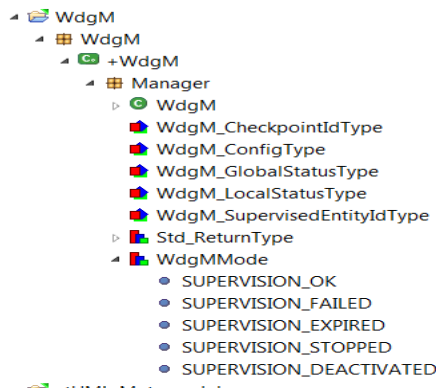 WdgM
WdgM
+WdgM
Manager
WdgM
WdgM_CheckpointIdType
WdgM_ConfigType
WdgM_GlobalStatusType
WdgM_LocalStatusType
WdgM_SupervisedEntityIdType
Std_ReturnType
WdgMMode
SUPERVISION_OK
SUPERVISION_FAILED
SUPERVISION_EXPIRED
SUPERVISION_STOPPED
SUPERVISION_DEACTIVATED